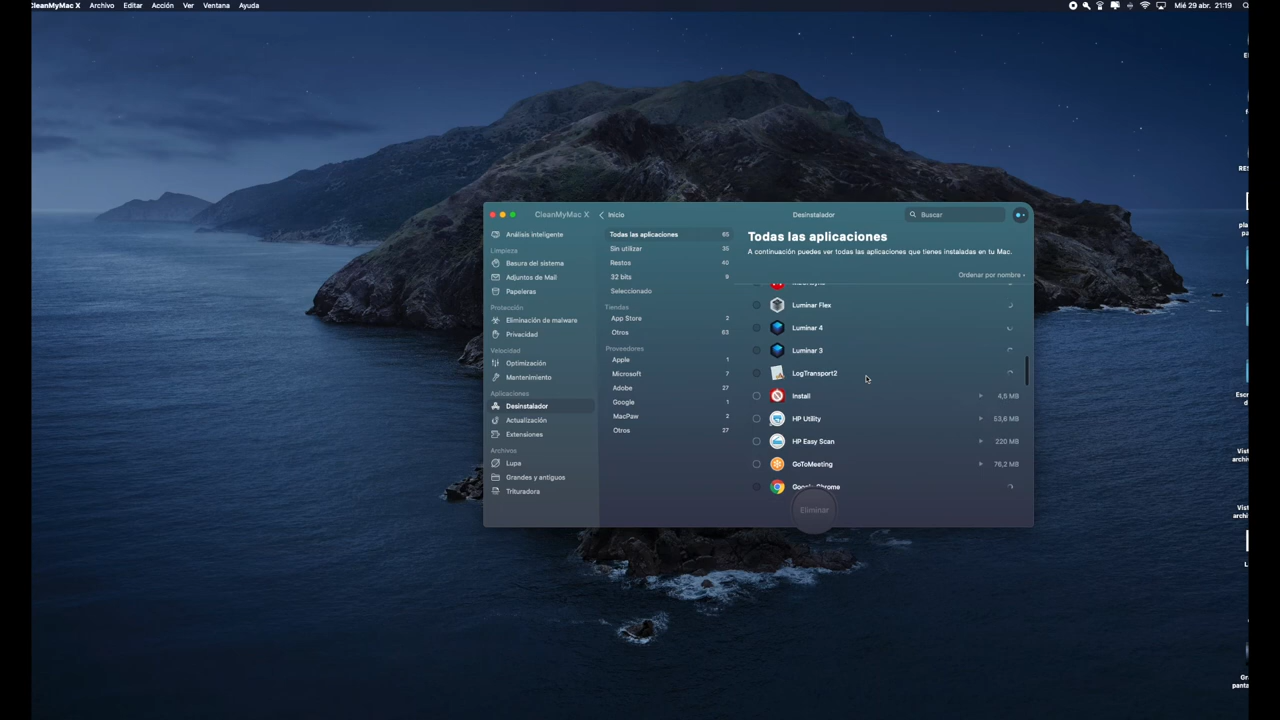 CleanMyMac X Archivo Editar Acción Ver Ventana Ayuda
Mié 29 abr. 21:19
CleanMyMac X
Inicio
Desinstalador
Buscar
Análisis inteligente
Limpieza
Basura del sistema
Adjuntos de Mail
Papeleras
Protección
Eliminación de malware
Privacidad
Velocidad
Optimización
Mantenimiento
Aplicaciones
Desinstalador
Actualización
Extensiones
Archivos
Lupa
Grandes y antiguos
Trituradora
Todas las aplicaciones 65
Sin utilizar 35
Restos 40
32 bits 9
Seleccionado
Tiendas
App Store 2
Otros 63
Proveedores
Apple 1
Microsoft 7
Adobe 27
Google 1
MacPaw 2
Otros 27
Todas las aplicaciones
A continuación puedes ver todas las aplicaciones que tienes instaladas en tu Mac.
Ordenar por nombre
Luminar Flex
Luminar 4
Luminar 3
LogTransport2
Install 4,5 MB
HP Utility 53,6 MB
HP Easy Scan 220 MB
GoToMeeting 76,2 MB
Google Chrome
Eliminar